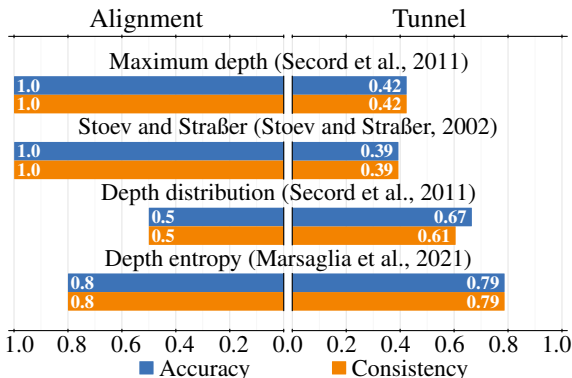 Alignment Tunnel
Maximum depth (Secord et al., 2011)
1.0 0.42
1.0 0.42
Stoev and Straßer (Stoev and Straßer, 2002)
1.0 0.39
1.0 0.39
Depth distribution (Secord et al., 2011)
0.5 0.67
0.5 0.61
Depth entropy (Marsaglia et al., 2021)
0.8 0.79
0.8 0.79
1.0 0.8 0.6 0.4 0.2 0.0 0.2 0.4 0.6 0.8 1.0
Accuracy Consistency